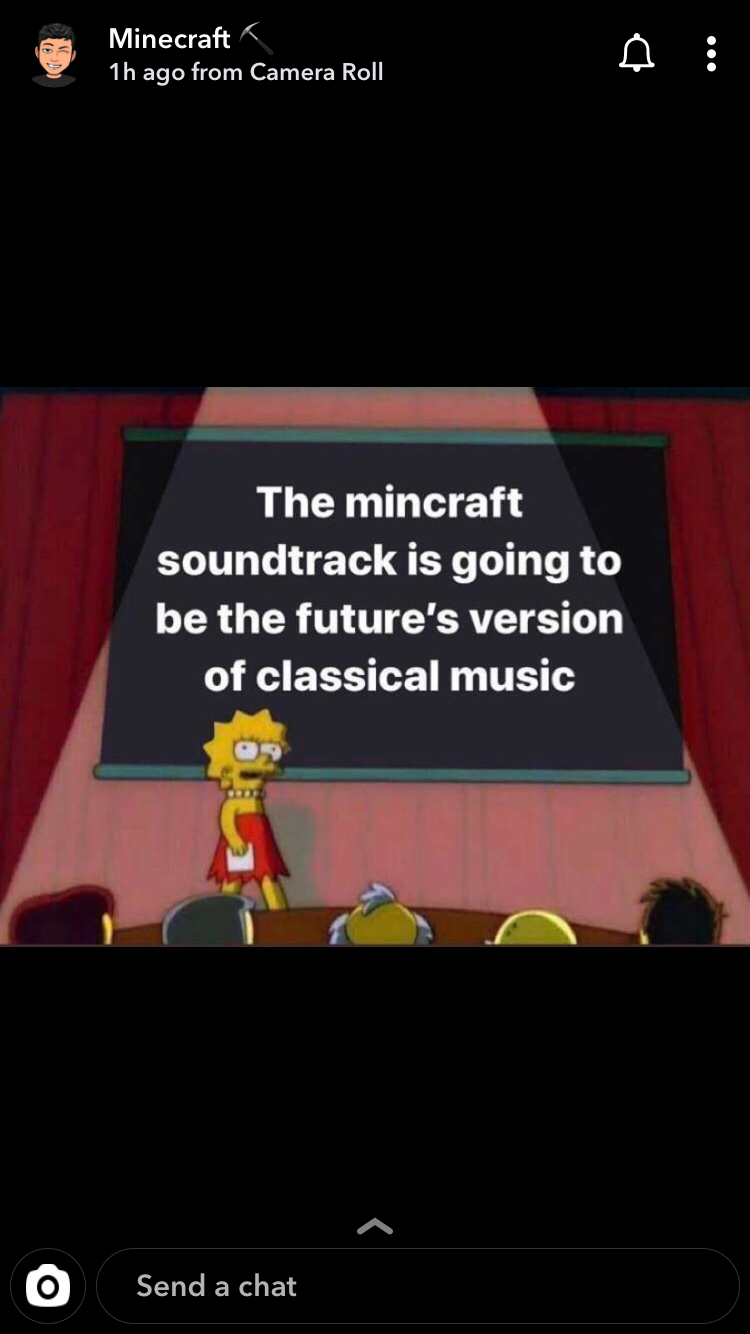 Minecraft ⛏
1h ago from Camera Roll
The mincraft
soundtrack is going to
be the future's version
of classical music
Send a chat